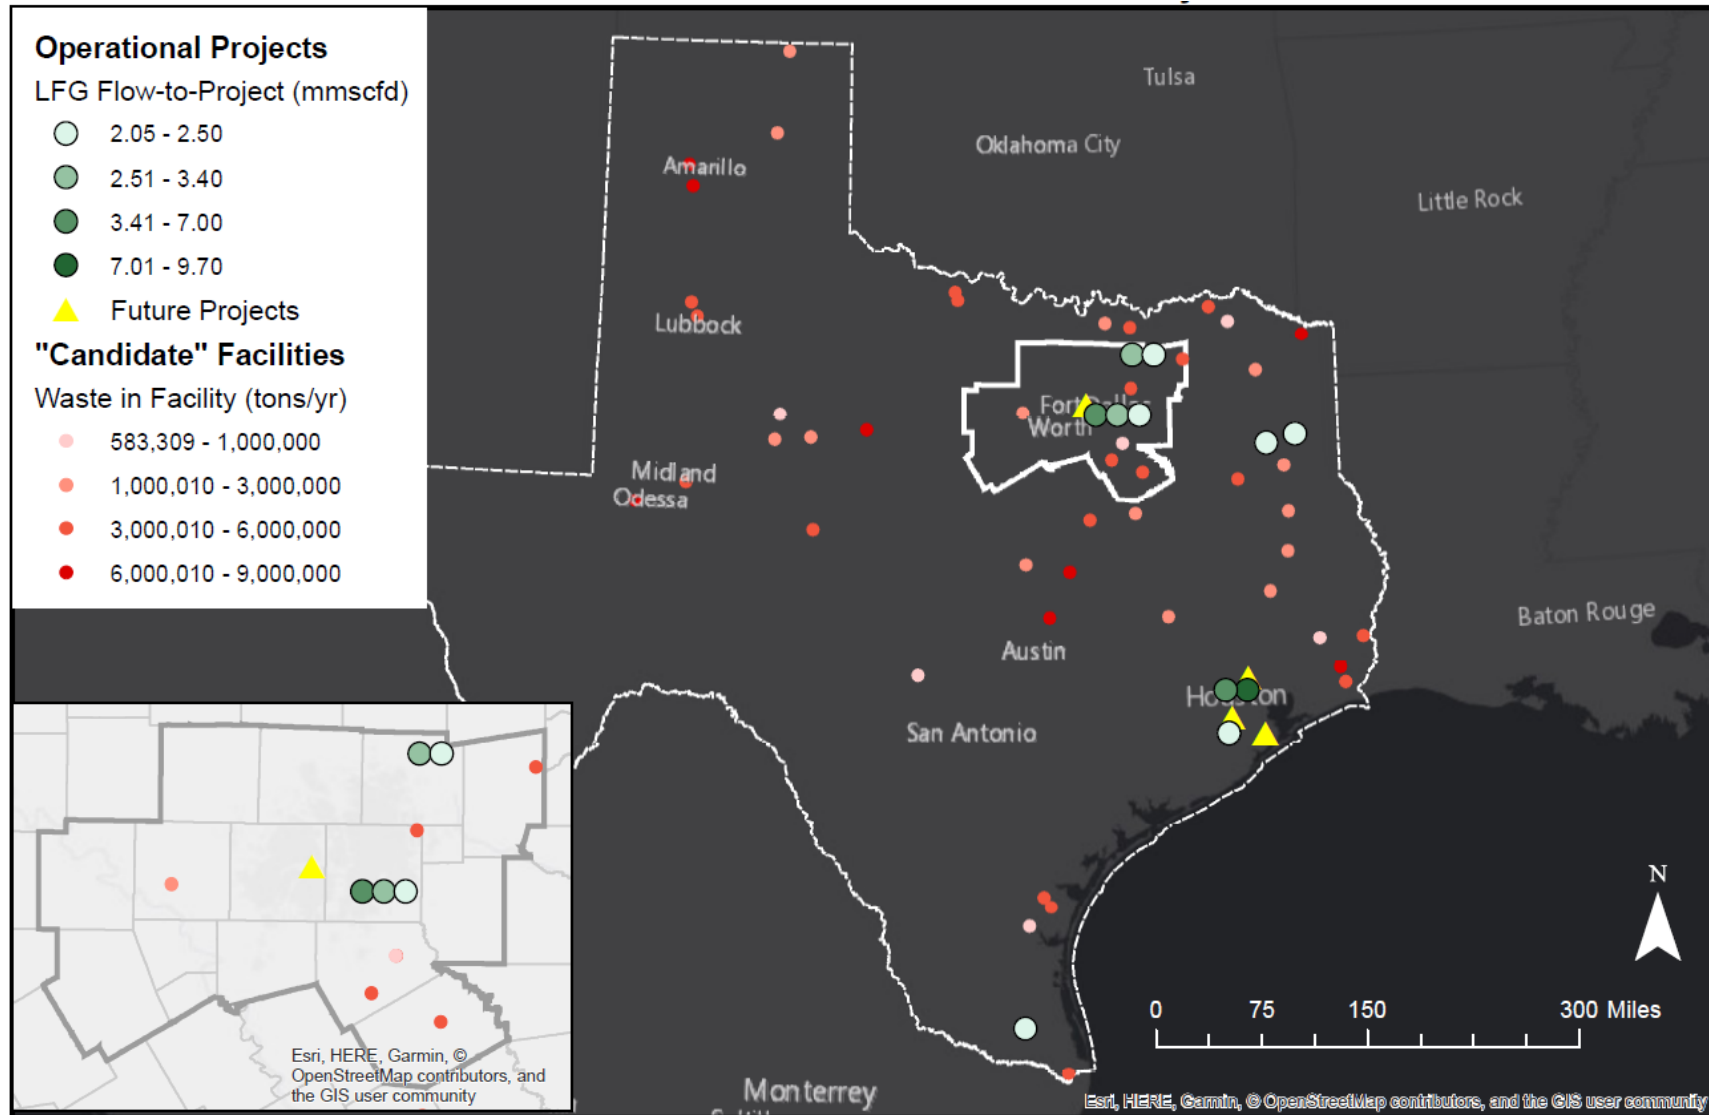 Operational Projects
LFG Flow-to-Project (mmscfd)
2.05 - 2.50
2.51 - 3.40
3.41 - 7.00
7.01 - 9.70
Future Projects
"Candidate" Facilities
Waste in Facility (tons/yr)
583,309 - 1,000,000
1,000,010 - 3,000,000
3,000,010 - 6,000,000
6,000,010 - 9,000,000
Tulsa
Oklahoma City
Amarillo
Little Rock
Lubbock
Fort Dallas
Worth
Midland
Odessa
Baton Rouge
Austin
Houston
San Antonio
N
0 75 150 300 Miles
Monterrey
Esri, HERE, Garmin, ©
OpenStreetMap contributors, and
the GIS user community
Esri, HERE, Garmin, © OpenStreetMap contributors, and the GIS user community